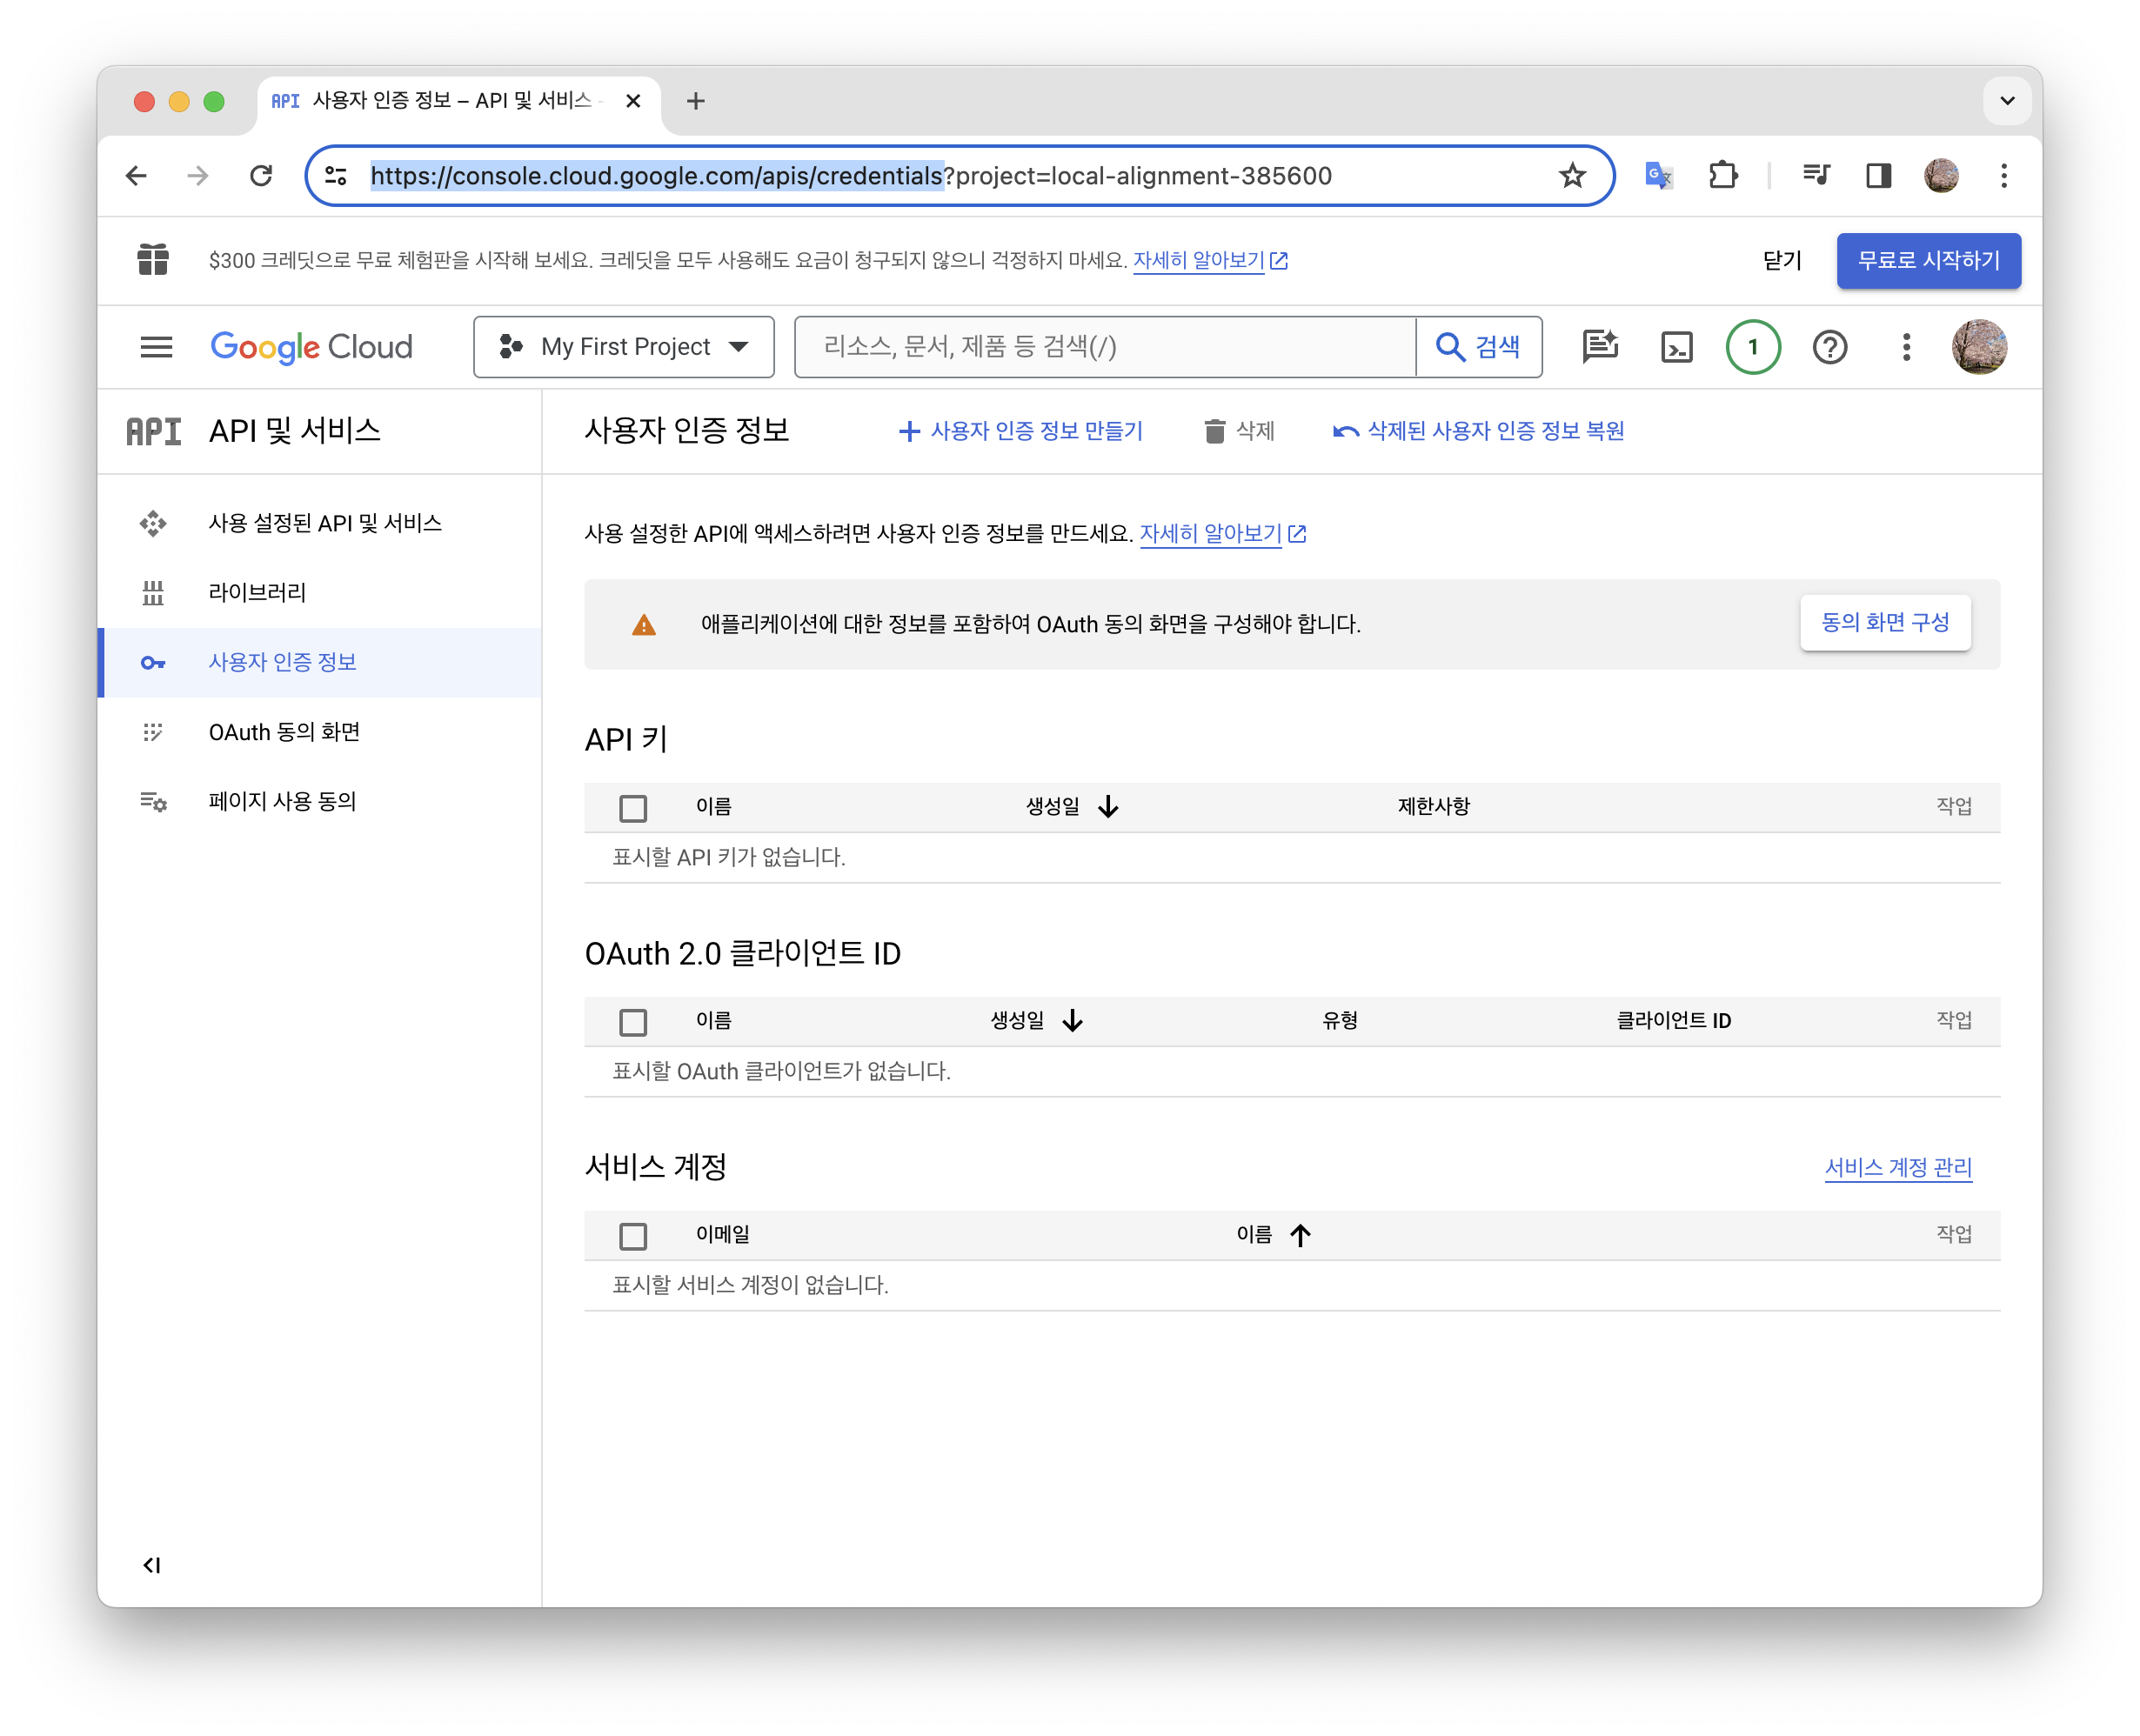 API 사용자 인증 정보 – API 및 서비스 -
https://console.cloud.google.com/apis/credentials?project=local-alignment-385600
$300 크레딧으로 무료 체험판을 시작해 보세요. 크레딧을 모두 사용해도 요금이 청구되지 않으니 걱정하지 마세요. 자세히 알아보기 닫기 무료로 시작하기
Google Cloud My First Project 리소스, 문서, 제품 등 검색(/) 검색 1
API API 및 서비스 사용자 인증 정보 사용자 인증 정보 만들기 삭제 삭제된 사용자 인증 정보 복원
사용 설정된 API 및 서비스
라이브러리
사용자 인증 정보
OAuth 동의 화면
페이지 사용 동의
사용 설정한 API에 액세스하려면 사용자 인증 정보를 만드세요. 자세히 알아보기
애플리케이션에 대한 정보를 포함하여 OAuth 동의 화면을 구성해야 합니다. 동의 화면 구성
API 키
이름 생성일 제한사항 작업
표시할 API 키가 없습니다.
OAuth 2.0 클라이언트 ID
이름 생성일 유형 클라이언트 ID 작업
표시할 OAuth 클라이언트가 없습니다.
서비스 계정 서비스 계정 관리
이메일 이름 작업
표시할 서비스 계정이 없습니다.